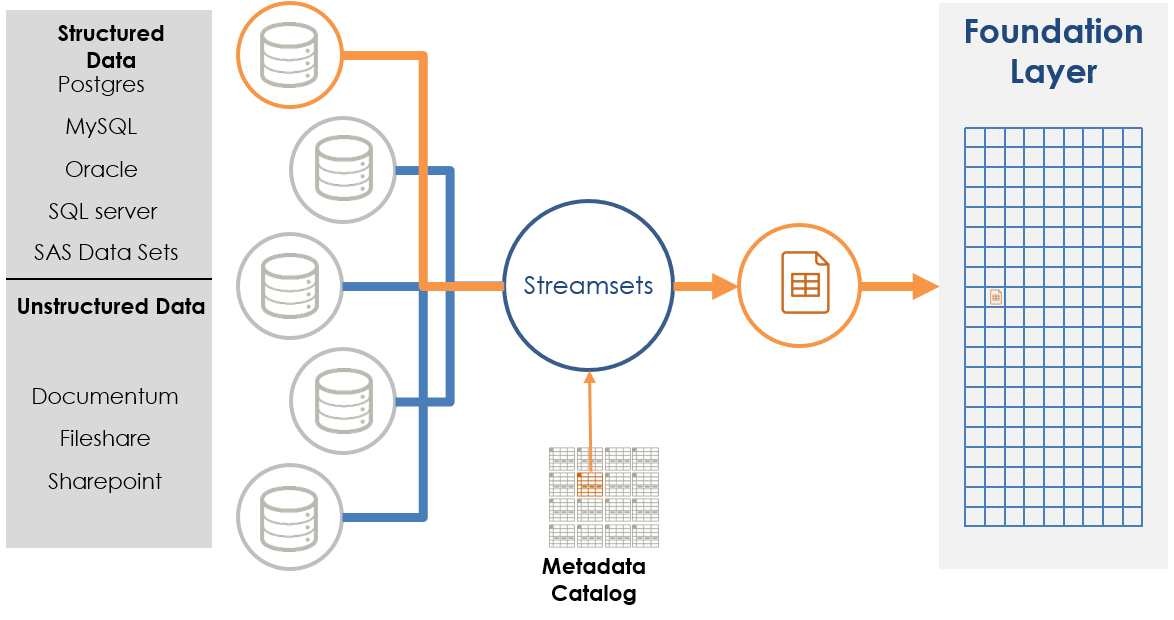 Structured
Data
Postgres
MySQL
Oracle
SQL server
SAS Data Sets
Unstructured Data
Documentum
Fileshare
Sharepoint
Streamsets
Metadata
Catalog
Foundation
Layer